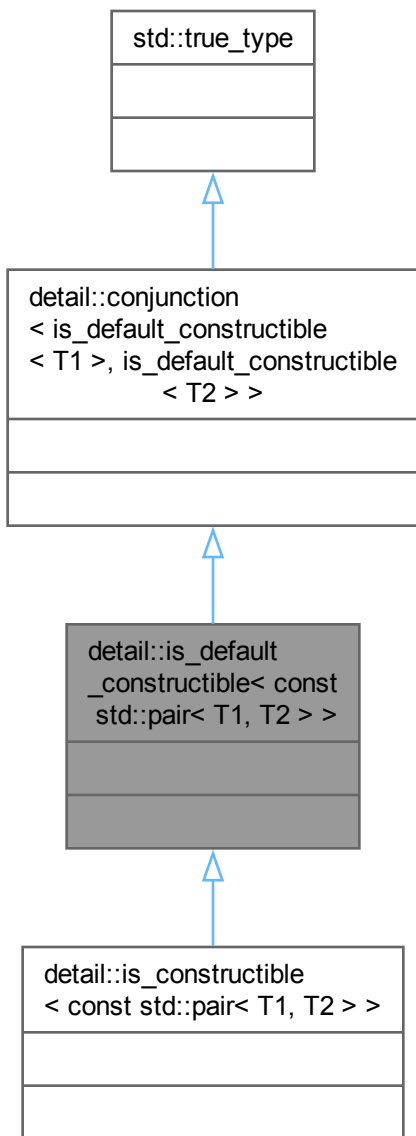 std::true_type
detail::conjunction
< is_default_constructible
< T1 >, is_default_constructible
< T2 > >
detail::is_default
_constructible< const
std::pair< T1, T2 > >
detail::is_constructible
< const std::pair< T1, T2 > >